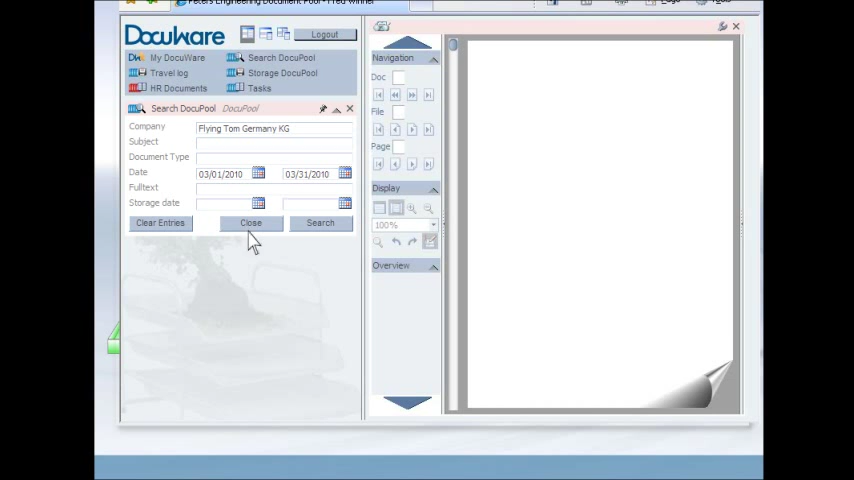 Peters Engineering Document Pool - Fred Winner
DocuWare
Logout
My DocuWare
Search DocuPool
Travel log
Storage DocuPool
HR Documents
Tasks
Search DocuPool DocuPool
Company
Flying Tom Germany KG
Subject
Document Type
Date
03/01/2010
03/31/2010
Fulltext
Storage date
Clear Entries
Close
Search
Navigation
Doc
File
Page
Display
100%
Overview